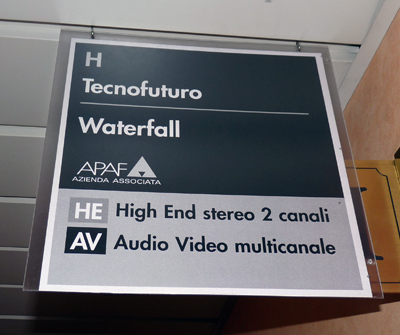 H
Tecnofuturo
Waterfall
APAF
AZIENDA ASSOCIATA
HE High End stereo 2 canali
AV Audio Video multicanale